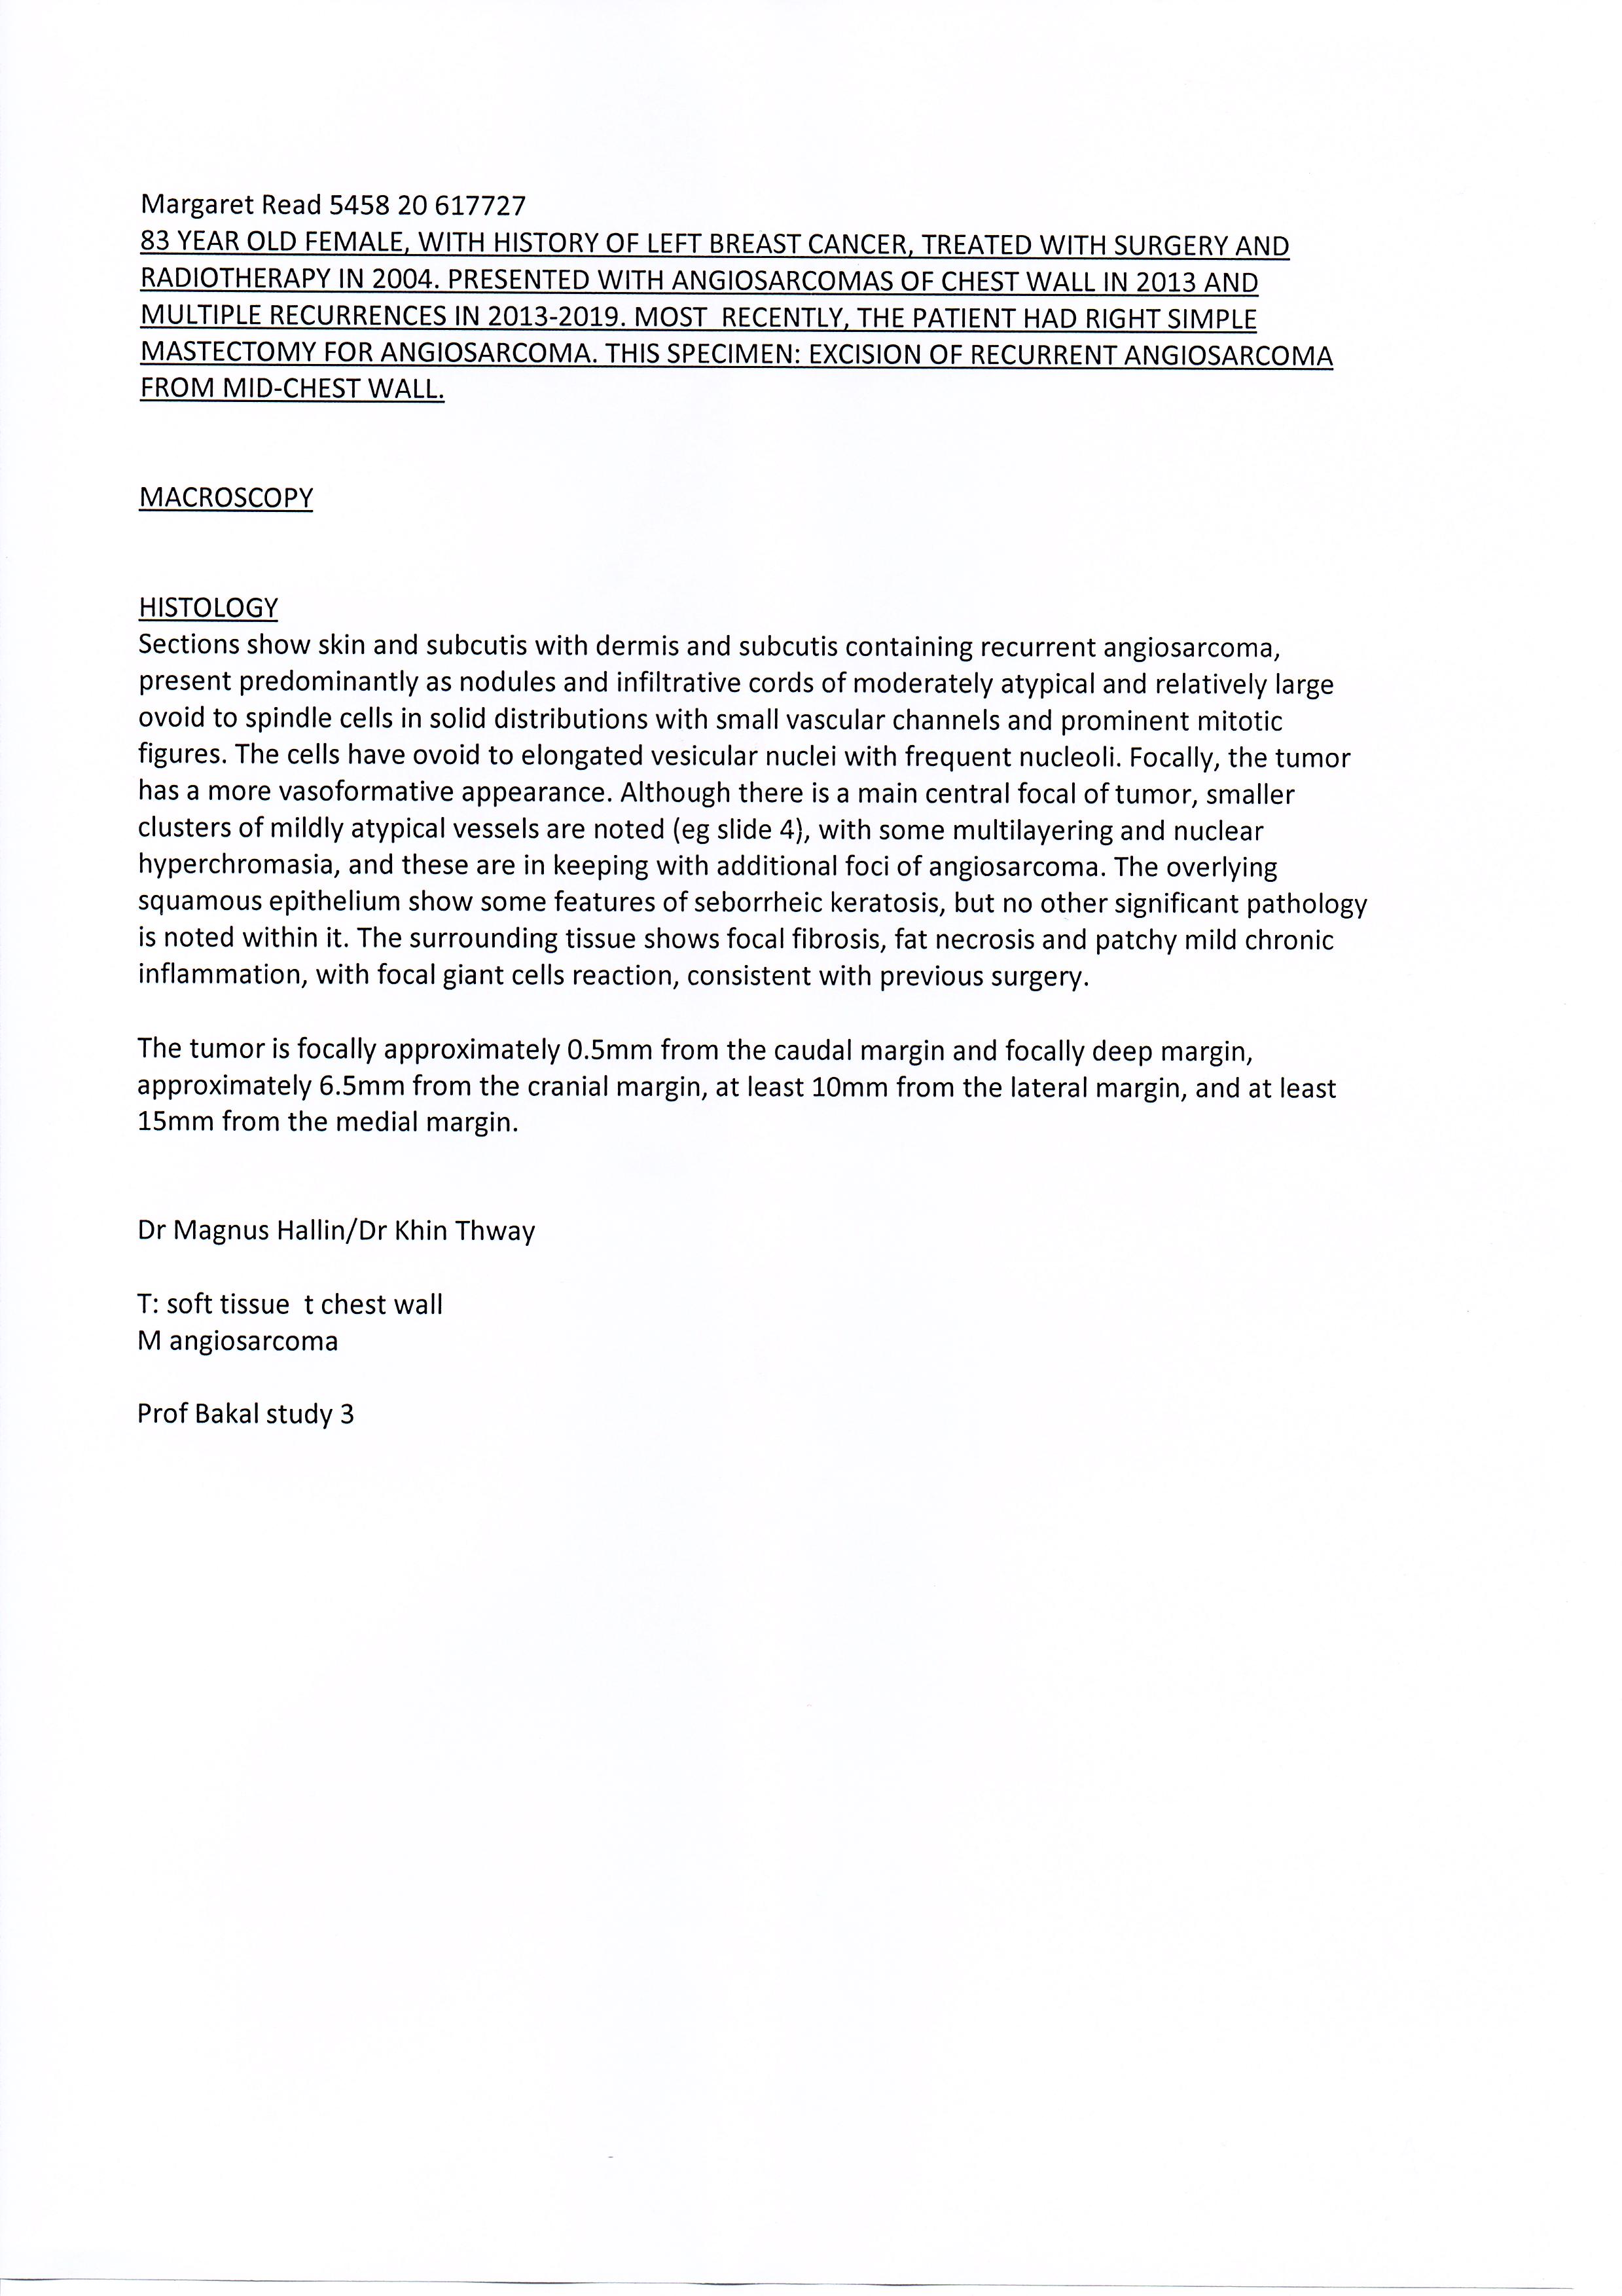 Margaret Read 5458 20 617727
83 YEAR OLD FEMALE, WITH HISTORY OF LEFT BREAST CANCER, TREATED WITH SURGERY AND
RADIOTHERAPY IN 2004. PRESENTED WITH ANGIOSARCOMAS OF CHEST WALL IN 2013 AND
MULTIPLE RECURRENCES IN 2013-2019. MOST  RECENTLY, THE PATIENT HAD RIGHT SIMPLE
MASTECTOMY FOR ANGIOSARCOMA. THIS SPECIMEN: EXCISION OF RECURRENT ANGIOSARCOMA
FROM MID-CHEST WALL.
MACROSCOPY
HISTOLOGY
Sections show skin and subcutis with dermis and subcutis containing recurrent angiosarcoma,
present predominantly as nodules and infiltrative cords of moderately atypical and relatively large
ovoid to spindle cells in solid distributions with small vascular channels and prominent mitotic
figures. The cells have ovoid to elongated vesicular nuclei with frequent nucleoli. Focally, the tumor
has a more vasoformative appearance. Although there is a main central focal of tumor, smaller
clusters of mildly atypical vessels are noted (eg slide 4), with some multilayering and nuclear
hyperchromasia, and these are in keeping with additional foci of angiosarcoma. The overlying
squamous epithelium show some features of seborrheic keratosis, but no other significant pathology
is noted within it. The surrounding tissue shows focal fibrosis, fat necrosis and patchy mild chronic
inflammation, with focal giant cells reaction, consistent with previous surgery.
The tumor is focally approximately 0.5mm from the caudal margin and focally deep margin,
approximately 6.5mm from the cranial margin, at least 10mm from the lateral margin, and at least
15mm from the medial margin.
Dr Magnus Hallin/Dr Khin Thway
T: soft tissue  t chest wall
M angiosarcoma
Prof Bakal study 3